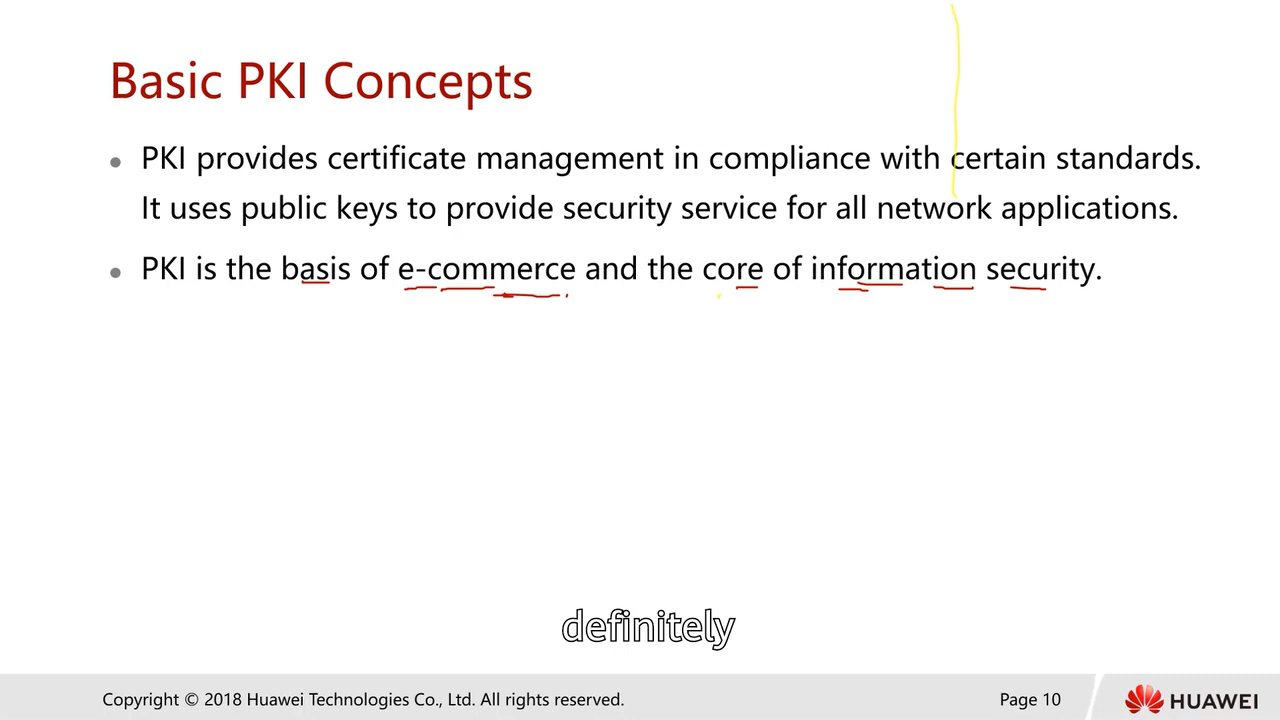 Basic PKI Concepts
PKI provides certificate management in compliance with certain standards.
It uses public keys to provide security service for all network applications.
PKI is the basis of e-commerce and the core of information security.
definitely
Copyright © 2018 Huawei Technologies Co., Ltd. All rights reserved.
Page 10
HUAWEI